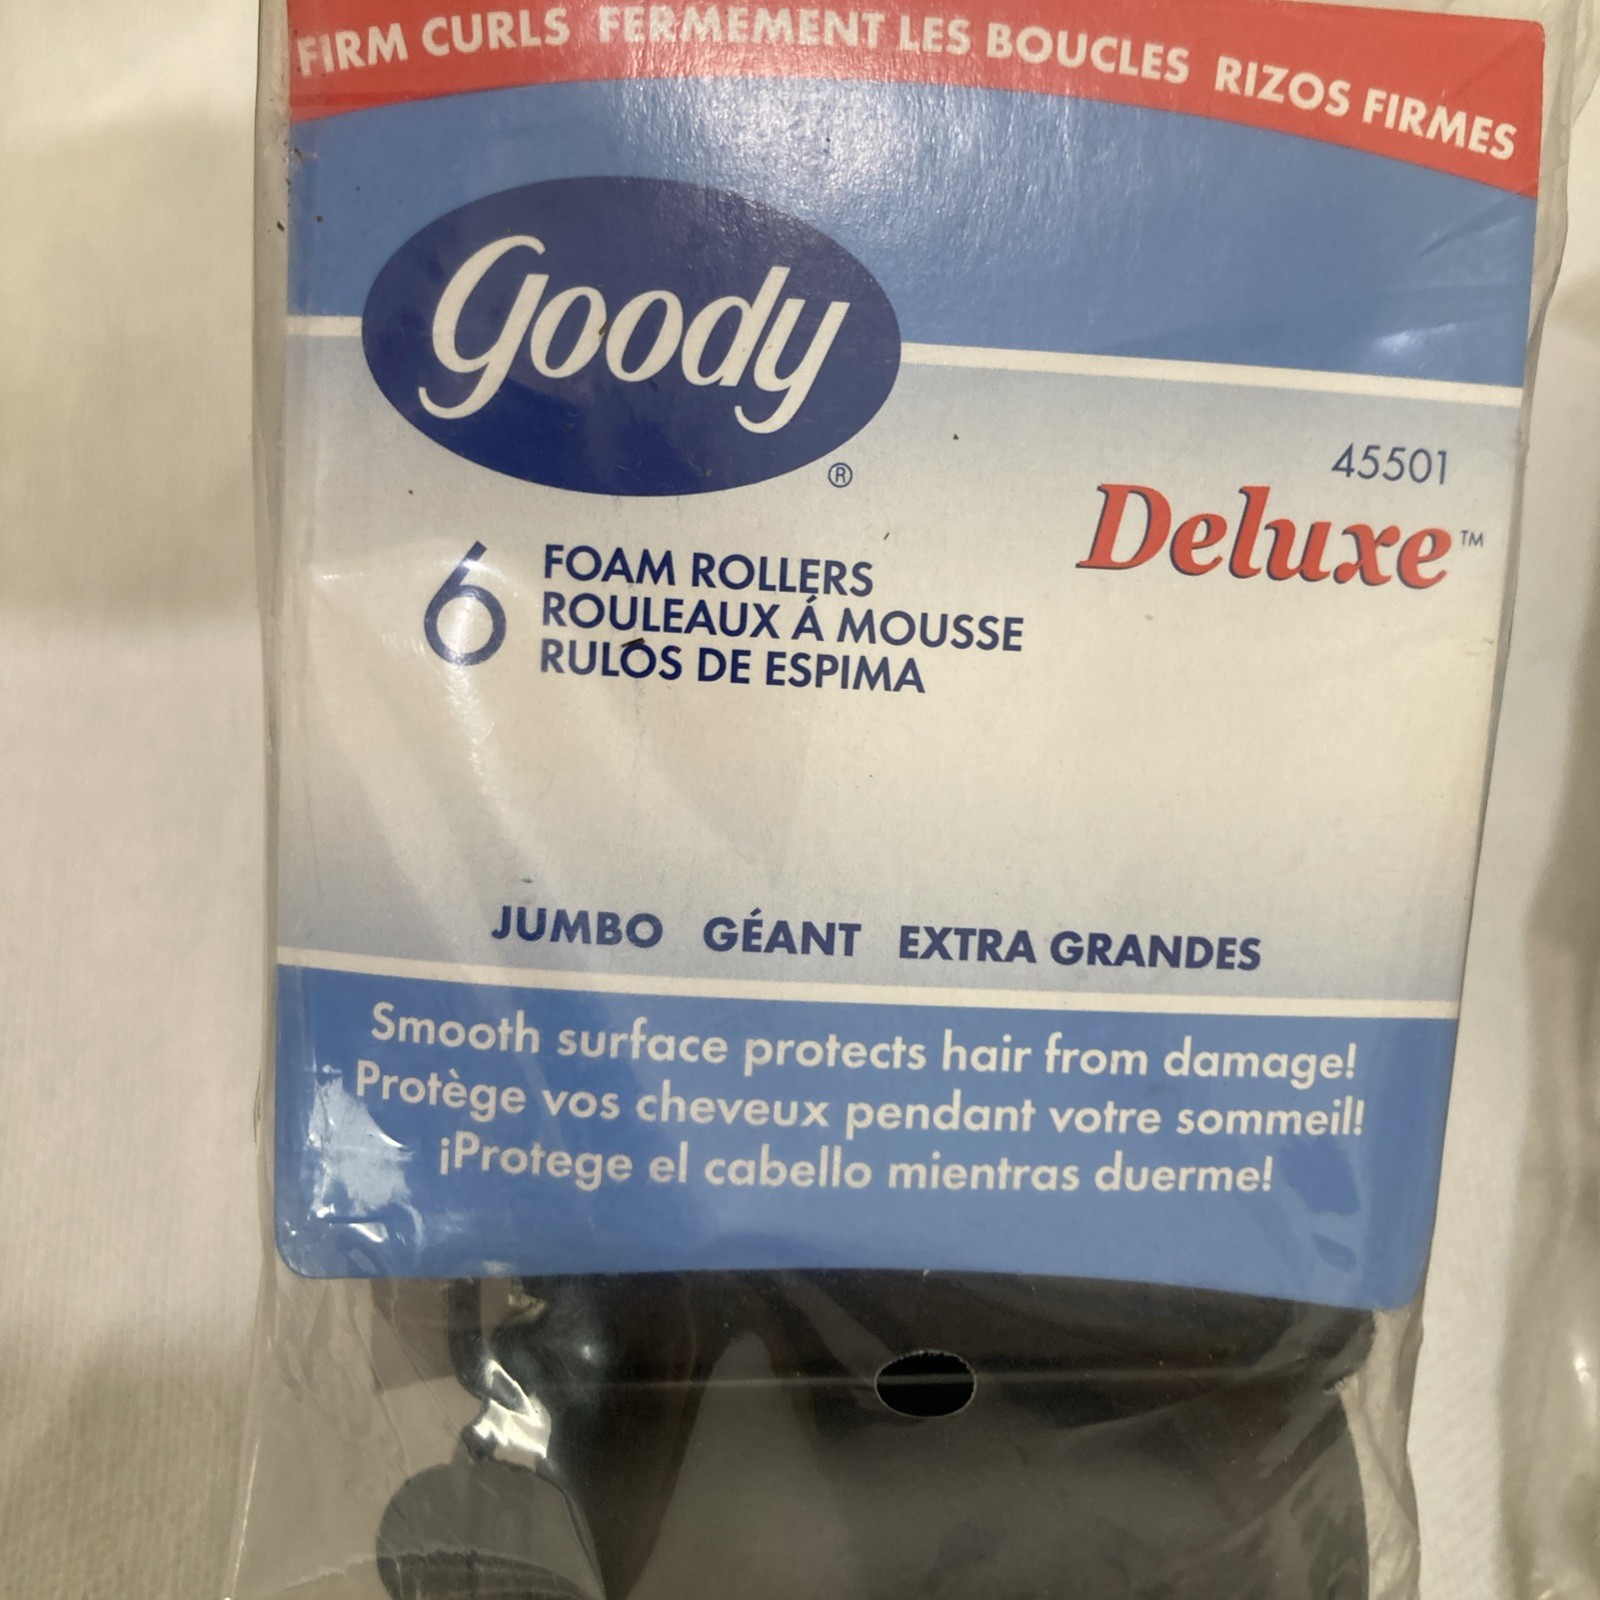 FIRM CURLS FERMEMENT LES BOUCLES RIZOS FIRMES
goody
®
45501
Deluxe™
6 FOAM ROLLERS
ROULEAUX Á MOUSSE
RULOS DE ESPIMA
JUMBO GÉANT EXTRA GRANDES
Smooth surface protects hair from damage!
Protège vos cheveux pendant votre sommeil!
¡Protege el cabello mientras duerme!